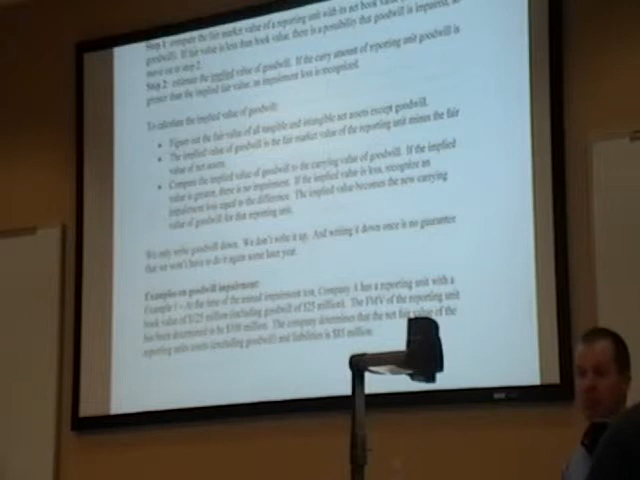 Step 1: compare the fair market value of a reporting unit with its net book value
goodwill). If fair value is less than book value, there is a possibility that goodwill is impaired, so
move on to step 2.
Step 2: estimate the implied value of goodwill. If the carry amount of reporting unit goodwill is
greater than the implied fair value, an impairment loss is recognized.
To calculate the implied value of goodwill:
• Figure out the fair value of all tangible and intangible net assets except goodwill.
• The implied value of goodwill is the fair market value of the reporting unit minus the fair
value of net assets.
• Compare the implied value of goodwill to the carrying value of goodwill. If the implied
value is greater, there is no impairment. If the implied value is less, recognize an
impairment loss equal to the difference. The implied value becomes the new carrying
value of goodwill for that reporting unit.
We only write goodwill down. We don't write it up. And writing it down once is no guarantee
that we won't have to do it again some later year.
Examples on goodwill impairment:
Example 1 – At the time of the annual impairment test, Company A has a reporting unit with a
book value of $125 million (including goodwill of $25 million). The FMV of the reporting unit
has been determined to be $100 million. The company determines that the net fair value of the
reporting units assets (excluding goodwill) and liabilities is $85 million.